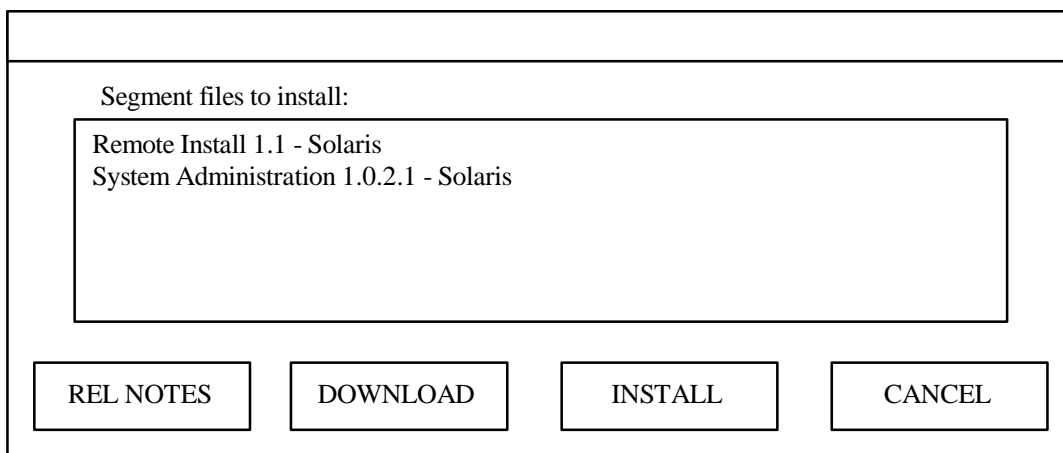 Segment files to install:
Remote Install 1.1 - Solaris
System Administration 1.0.2.1 - Solaris
REL NOTES
DOWNLOAD
INSTALL
CANCEL